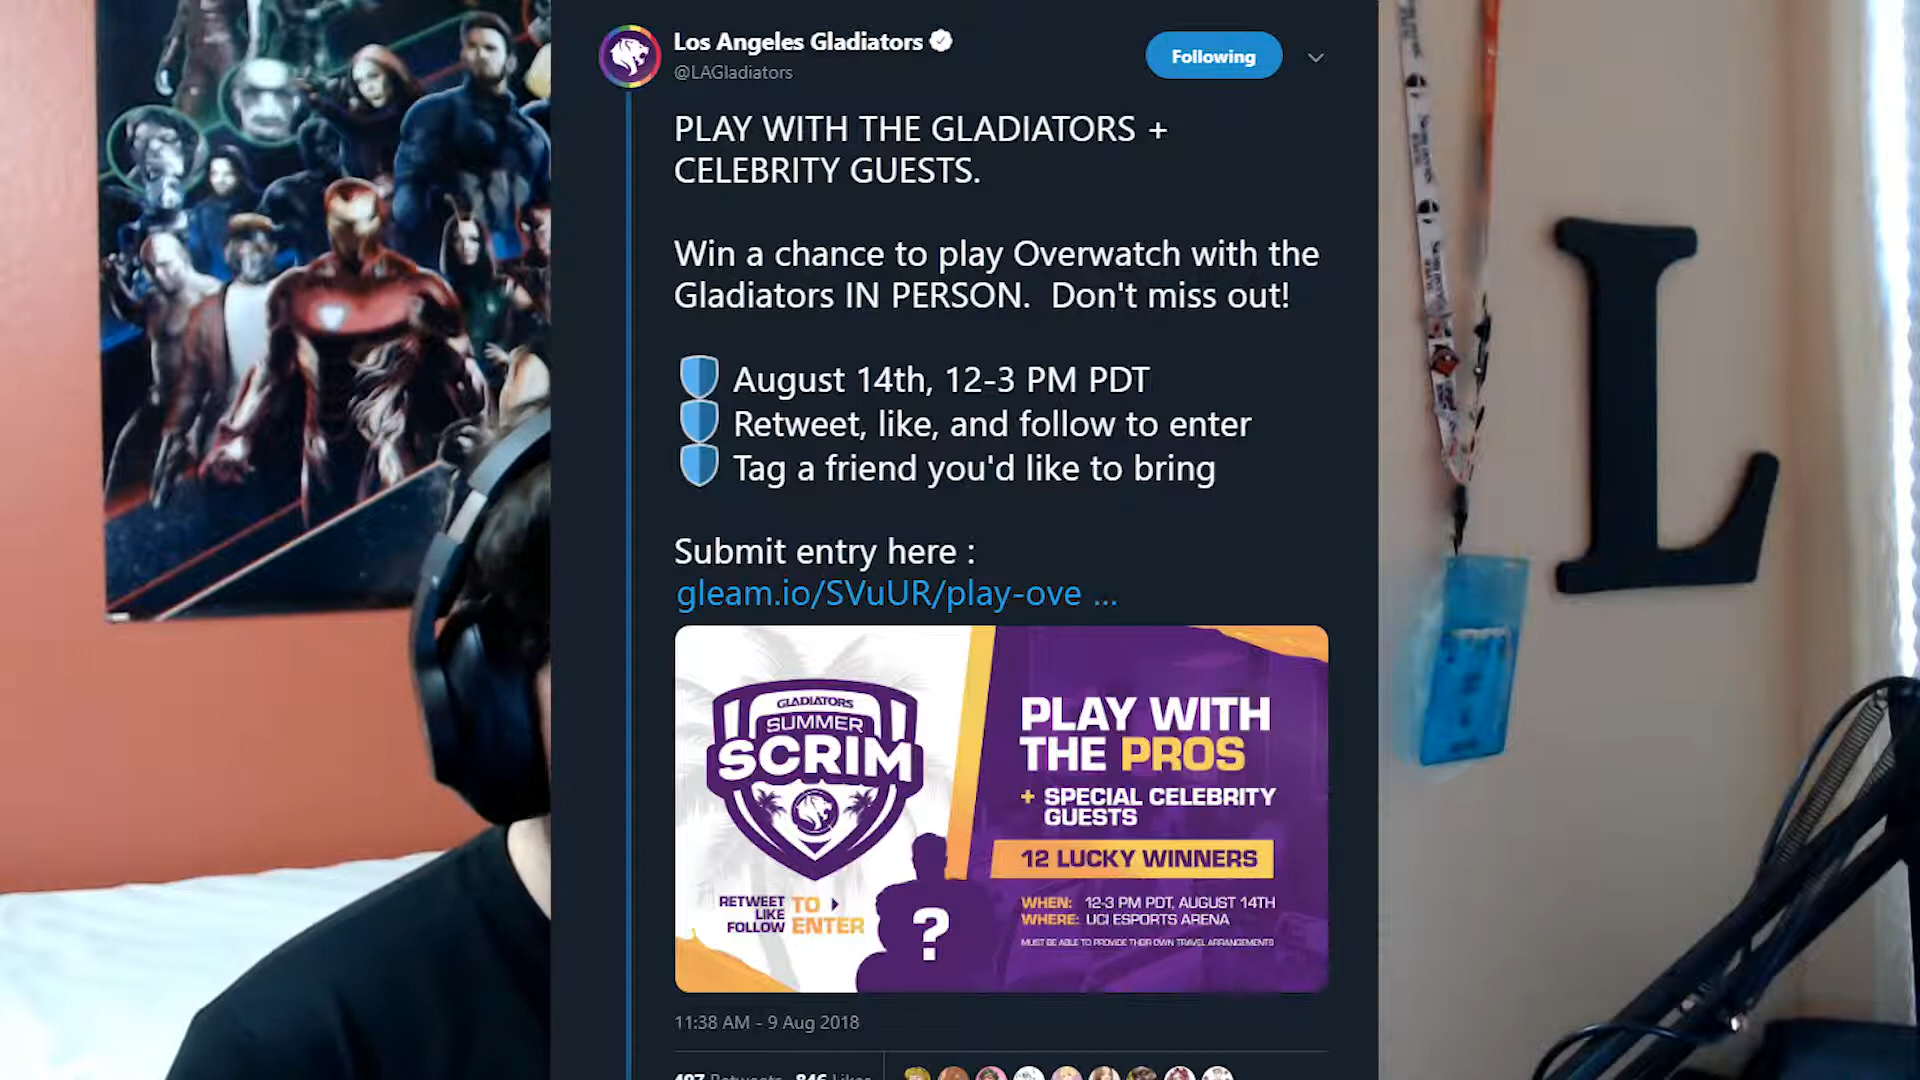 Los Angeles Gladiators
@LAGladiators
Following
PLAY WITH THE GLADIATORS +
CELEBRITY GUESTS.
Win a chance to play Overwatch with the
Gladiators IN PERSON. Don't miss out!
August 14th, 12-3 PM PDT
Retweet, like, and follow to enter
Tag a friend you'd like to bring
Submit entry here :
gleam.io/SVuUR/play-ove ...
GLADIATORS
SUMMER
SCRIM
RETWEET
LIKE
FOLLOW
TO
ENTER
?
PLAY WITH
THE PROS
+ SPECIAL CELEBRITY
GUESTS
12 LUCKY WINNERS
WHEN: 12-3 PM PDT, AUGUST 14TH
WHERE: UCI ESPORTS ARENA
MUST BE ABLE TO PROVIDE THEIR OWN TRAVEL ARRANGEMENTS
11:38 AM - 9 Aug 2018
Retweets Likes
L